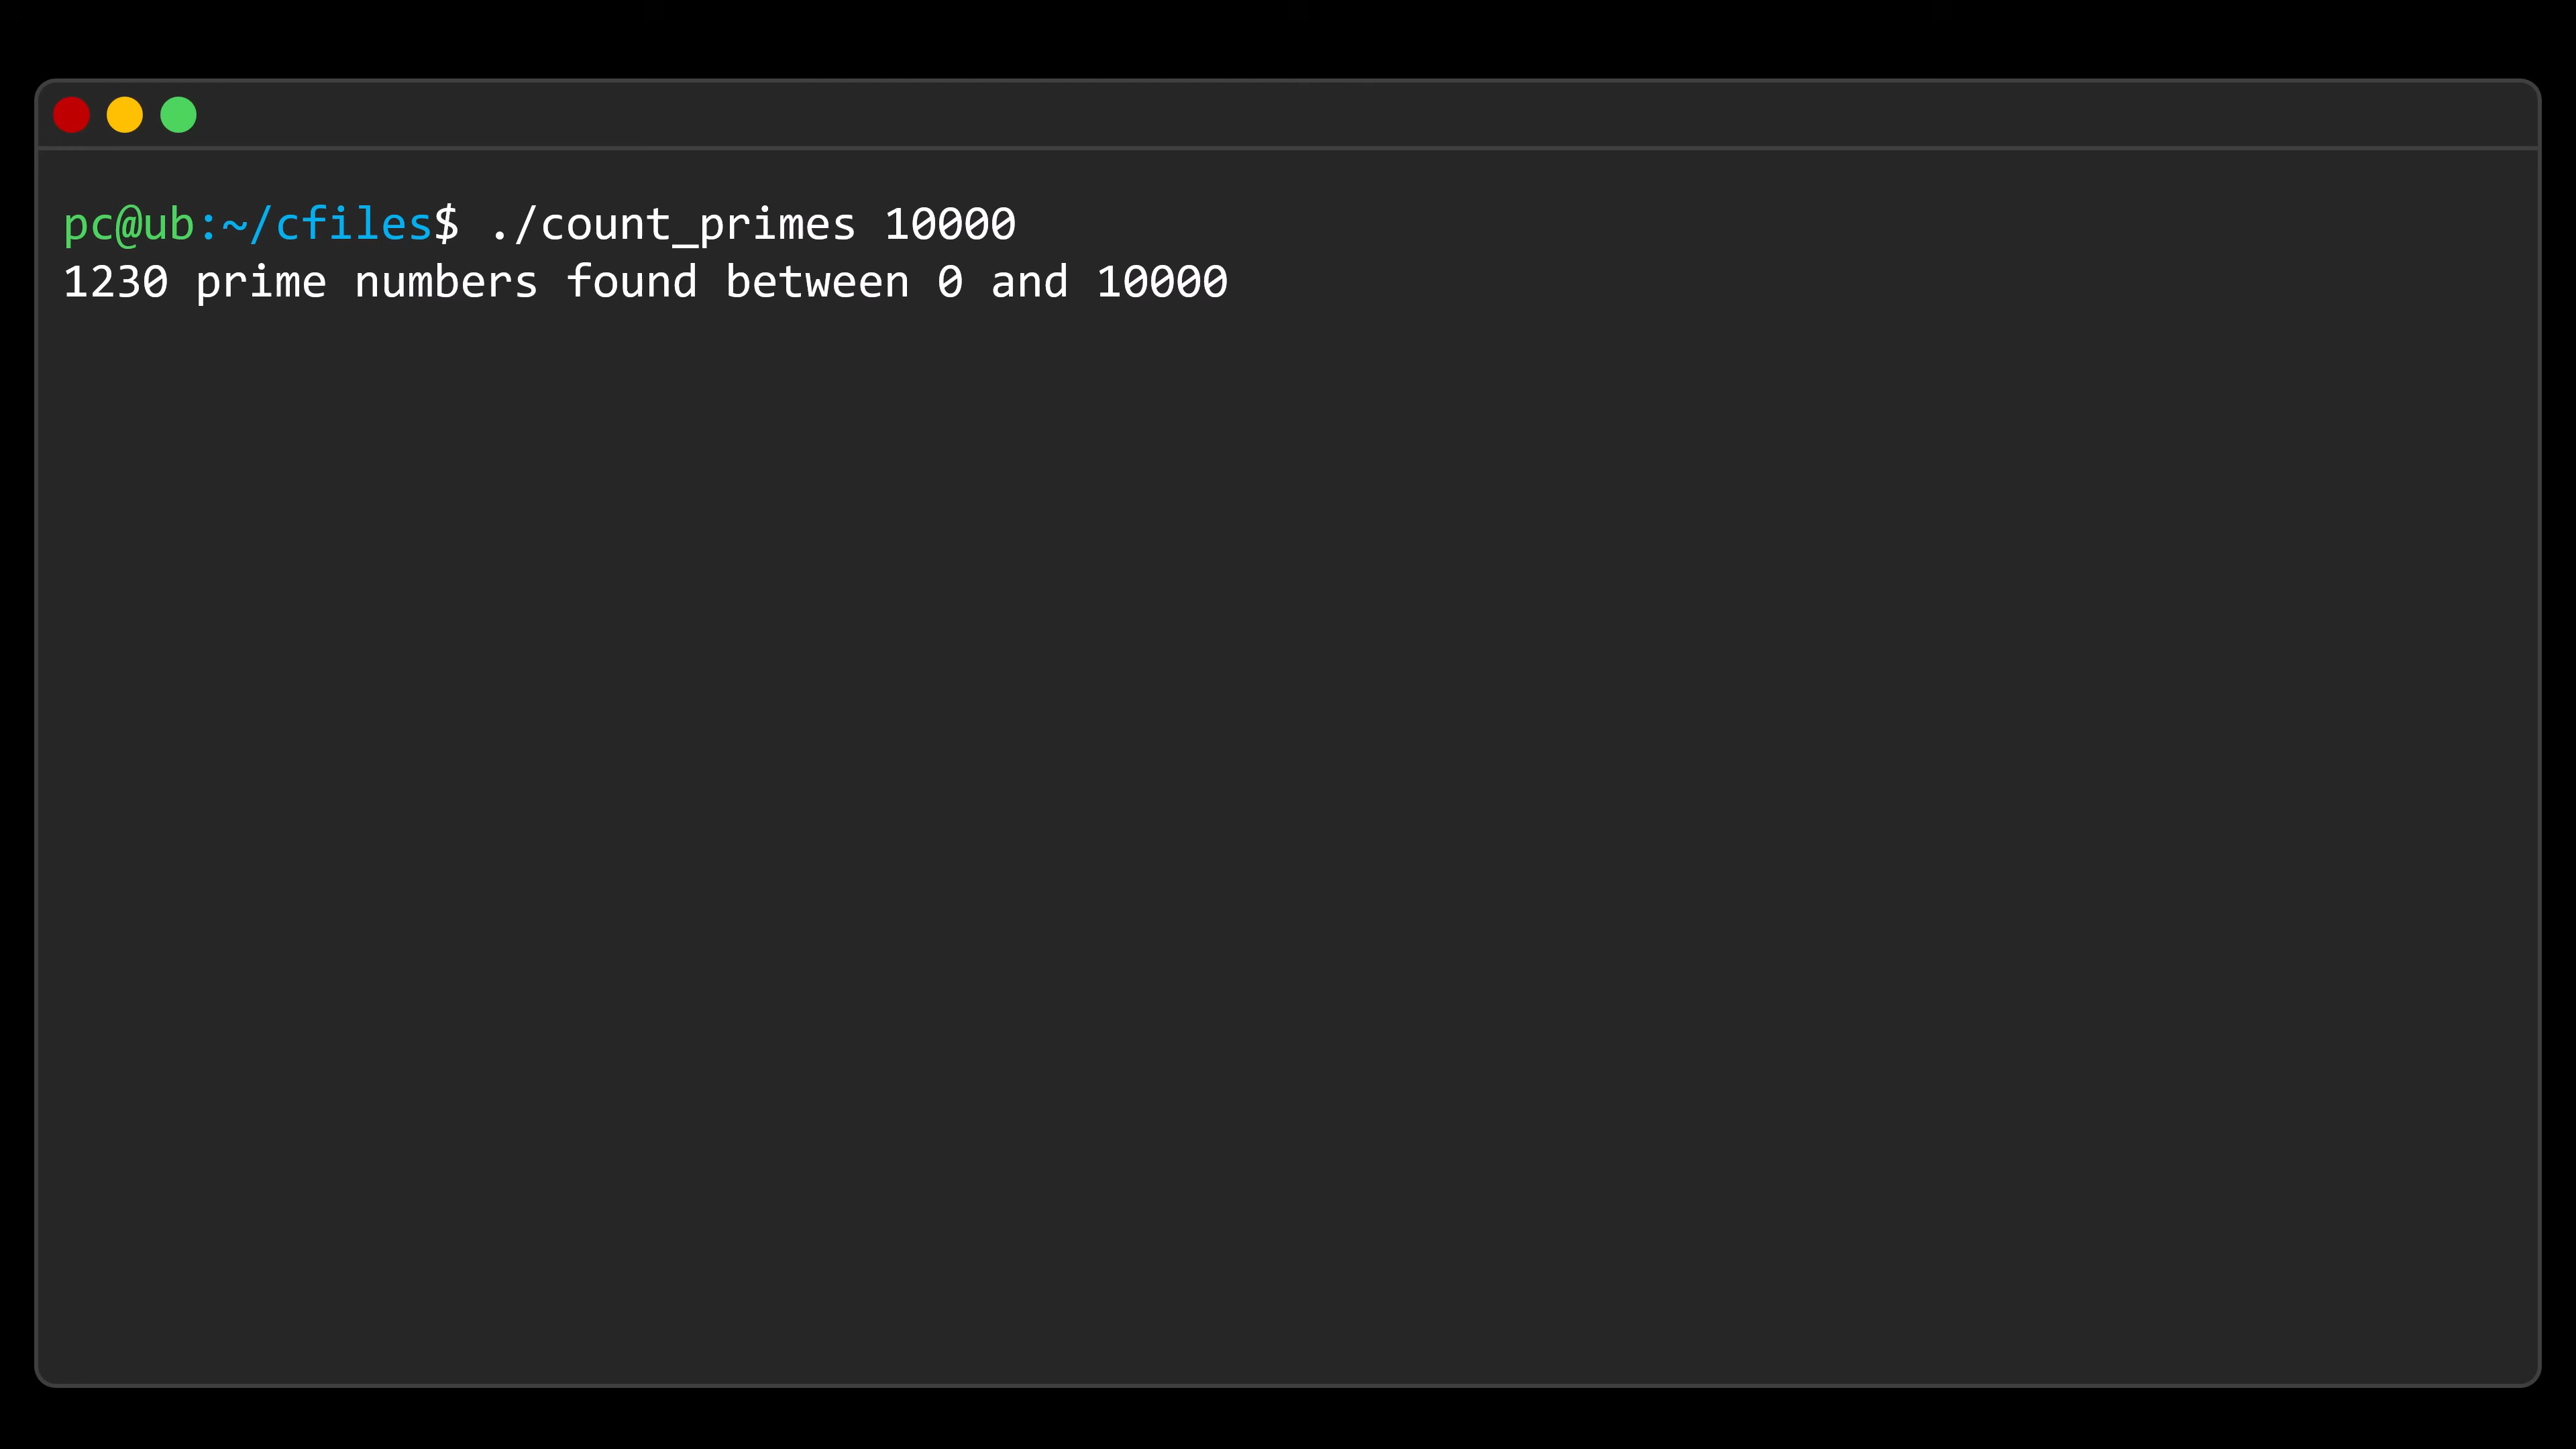 pc@ub:~/cfiles$ ./count_primes 10000
1230 prime numbers found between 0 and 10000